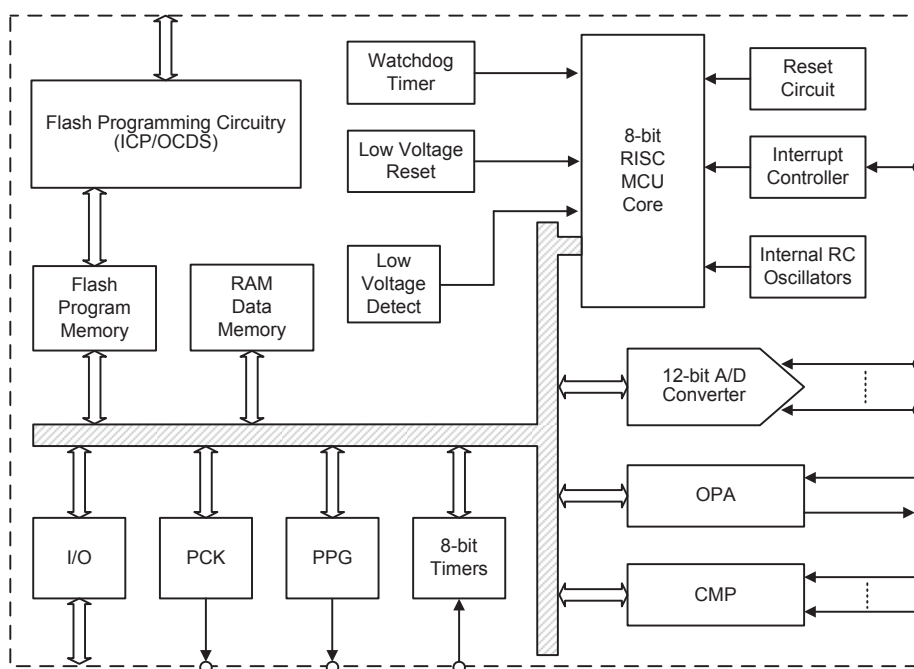 Flash Programming Circuitry
(ICP/OCDS)
Watchdog
Timer
Low Voltage
Reset
Low
Voltage
Detect
8-bit
RISC
MCU
Core
Reset
Circuit
Interrupt
Controller
Internal RC
Oscillators
Flash
Program
Memory
RAM
Data
Memory
12-bit A/D
Converter
OPA
CMP
I/O
PCK
PPG
8-bit
Timers